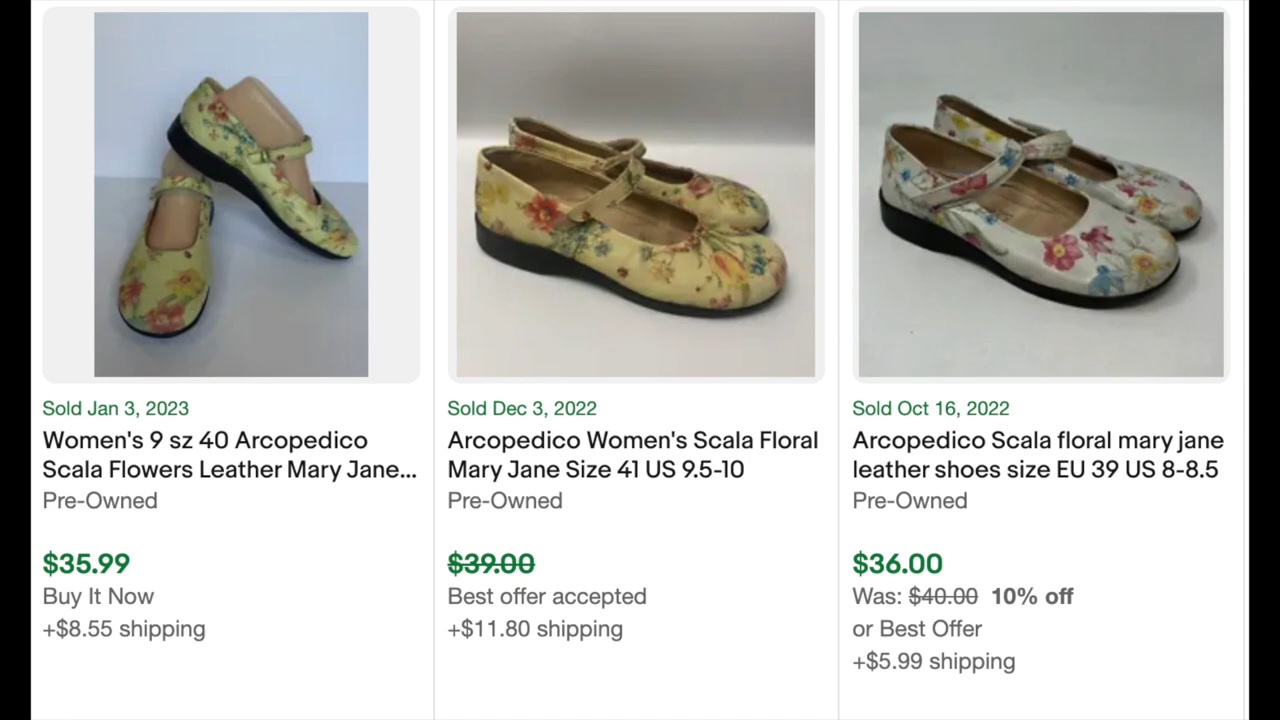 Sold Jan 3, 2023
Women's 9 sz 40 Arcopedico
Scala Flowers Leather Mary Jane...
Pre-Owned
$35.99
Buy It Now
+$8.55 shipping
Sold Dec 3, 2022
Arcopedico Women's Scala Floral
Mary Jane Size 41 US 9.5-10
Pre-Owned
$39.00
Best offer accepted
+$11.80 shipping
Sold Oct 16, 2022
Arcopedico Scala floral mary jane
leather shoes size EU 39 US 8-8.5
Pre-Owned
$36.00
Was: $40.00 10% off
or Best Offer
+$5.99 shipping